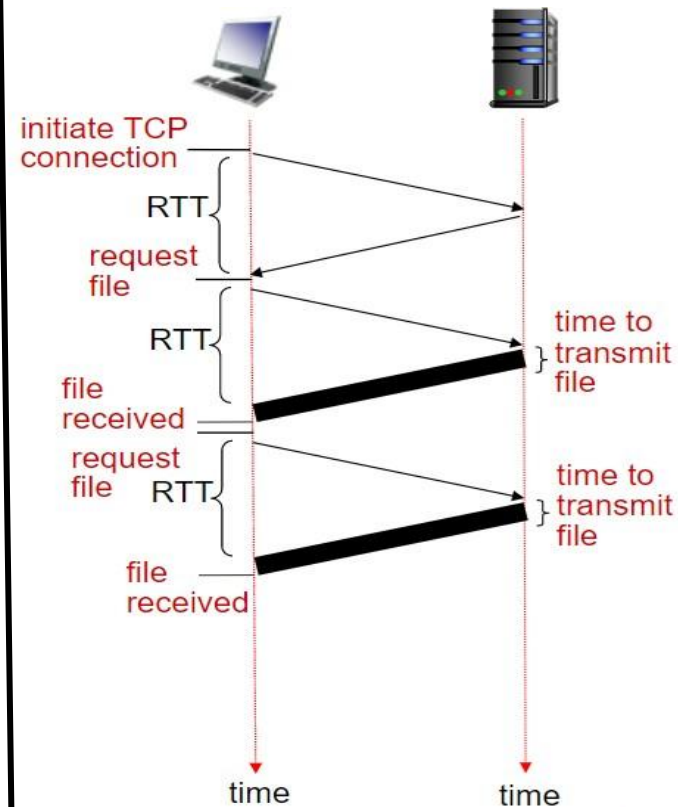 initiate TCP
connection
RTT
request
file
RTT
time to
transmit
file
file
received
request
file
RTT
time to
transmit
file
file
received
time
time